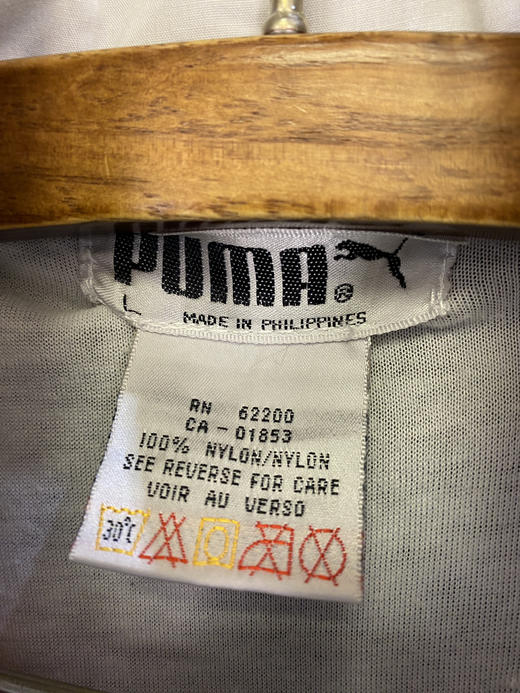 PUMA.®
L MADE IN PHILIPPINES
RN 62200
CA - 01853
100% NYLON/NYLON
SEE REVERSE FOR CARE
VOIR AU VERSO
30°C